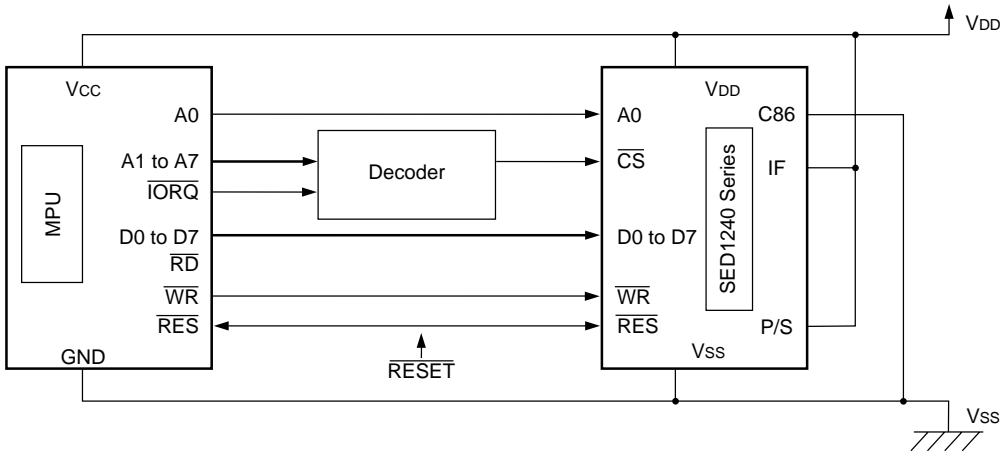 VDD
VCC
A0
A1 to A7
IORQ
D0 to D7
RD
WR
RES
GND
MPU
Decoder
RESET
VDD
A0
CS
D0 to D7
WR
RES
VSS
SED1240 Series
C86
IF
P/S
VSS